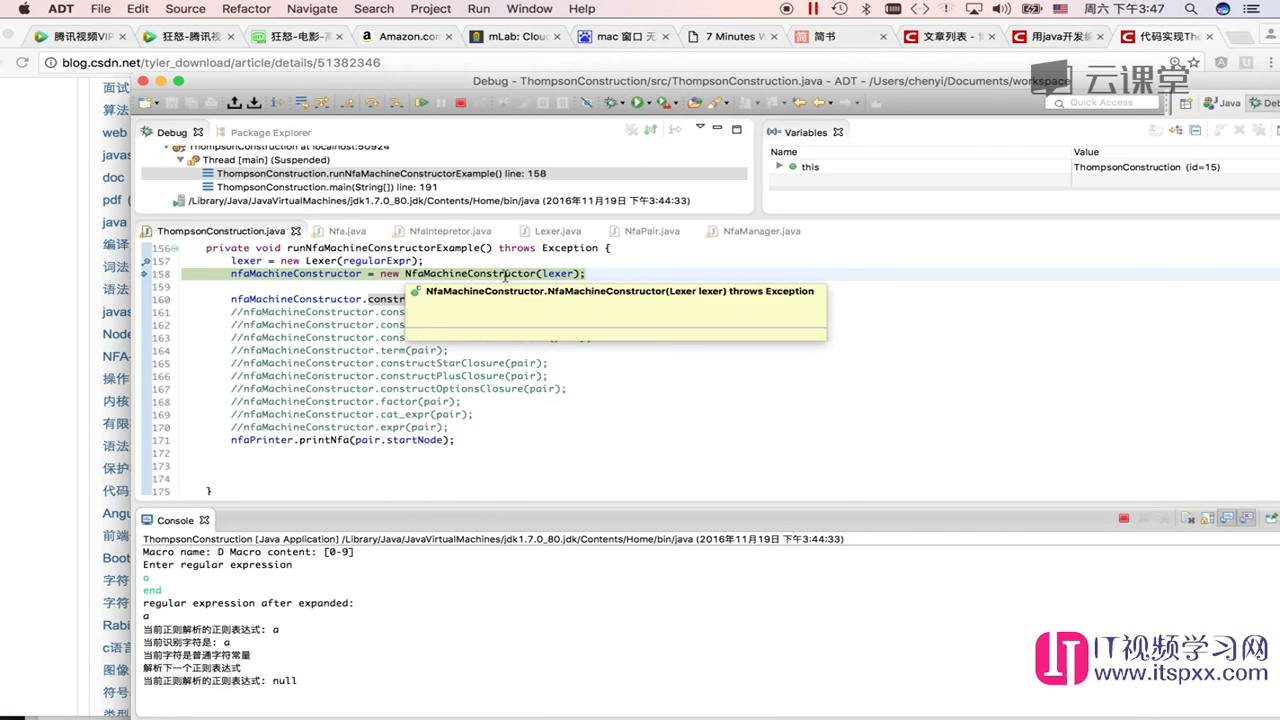 ADT File Edit Source Refactor Navigate Search Project Run Window Help 周六 下午3:47
腾讯视频VIP 狂怒-腾讯 狂怒-电影-高 Amazon.com mLab: Cloud mac 窗口 无 7 Minutes W 简书 文章列表 - 用java开发编 代码实现Tho
blog.csdn.net/tyler_download/article/details/51382346
面试
算法
web
javas
doc
pdf (
java
编译
词法
javas
Node
NFA-
操作
内核
有限
语法
保护
代码
Angu
前端
Boot
字符
字符
Rabi
c语言
图像
符号
类型
Debug - ThompsonConstruction/src/ThompsonConstruction.java - ADT - /Users/chenyi/Documents/workspace
云课堂
Quick Access Java De
Debug Package Explorer
ThompsonConstruction at localhost:50924
Thread [main] (Suspended)
ThompsonConstruction.runNfaMachineConstructorExample() line: 158
ThompsonConstruction.main(String[]) line: 191
/Library/Java/JavaVirtualMachines/jdk1.7.0_80.jdk/Contents/Home/bin/java (2016年11月19日 下午3:44:33)
Variables
Name Value
this ThompsonConstruction (id=15)
ThompsonConstruction.java Nfa.java NfaIntepretor.java Lexer.java NfaPair.java NfaManager.java
156 private void runNfaMachineConstructorExample() throws Exception {
157 lexer = new Lexer(regularExpr);
158 nfaMachineConstructor = new NfaMachineConstructor(lexer);
159
NfaMachineConstructor.NfaMachineConstructor(Lexer lexer) throws Exception
160 nfaMachineConstructor.constr
161 //nfaMachineConstructor.cons
162 //nfaMachineConstructor.cons
163 //nfaMachineConstructor.cons
164 //nfaMachineConstructor.term(pair);
165 //nfaMachineConstructor.constructStarClosure(pair);
166 //nfaMachineConstructor.constructPlusClosure(pair);
167 //nfaMachineConstructor.constructOptionsClosure(pair);
168 //nfaMachineConstructor.factor(pair);
169 //nfaMachineConstructor.cat_expr(pair);
170 //nfaMachineConstructor.expr(pair);
171 nfaPrinter.printNfa(pair.startNode);
172
173
174
175 }
Console
ThompsonConstruction [Java Application] /Library/Java/JavaVirtualMachines/jdk1.7.0_80.jdk/Contents/Home/bin/java (2016年11月19日 下午3:44:33)
Macro name: D Macro content: [0-9]
Enter regular expression
a
end
regular expression after expanded:
a
当前正则解析的正则表达式: a
当前识别字符是: a
当前字符是普通字符常量
解析下一个正则表达式
当前正则解析的正则表达式: null
IT IT视频学习网
www.itspxx.com